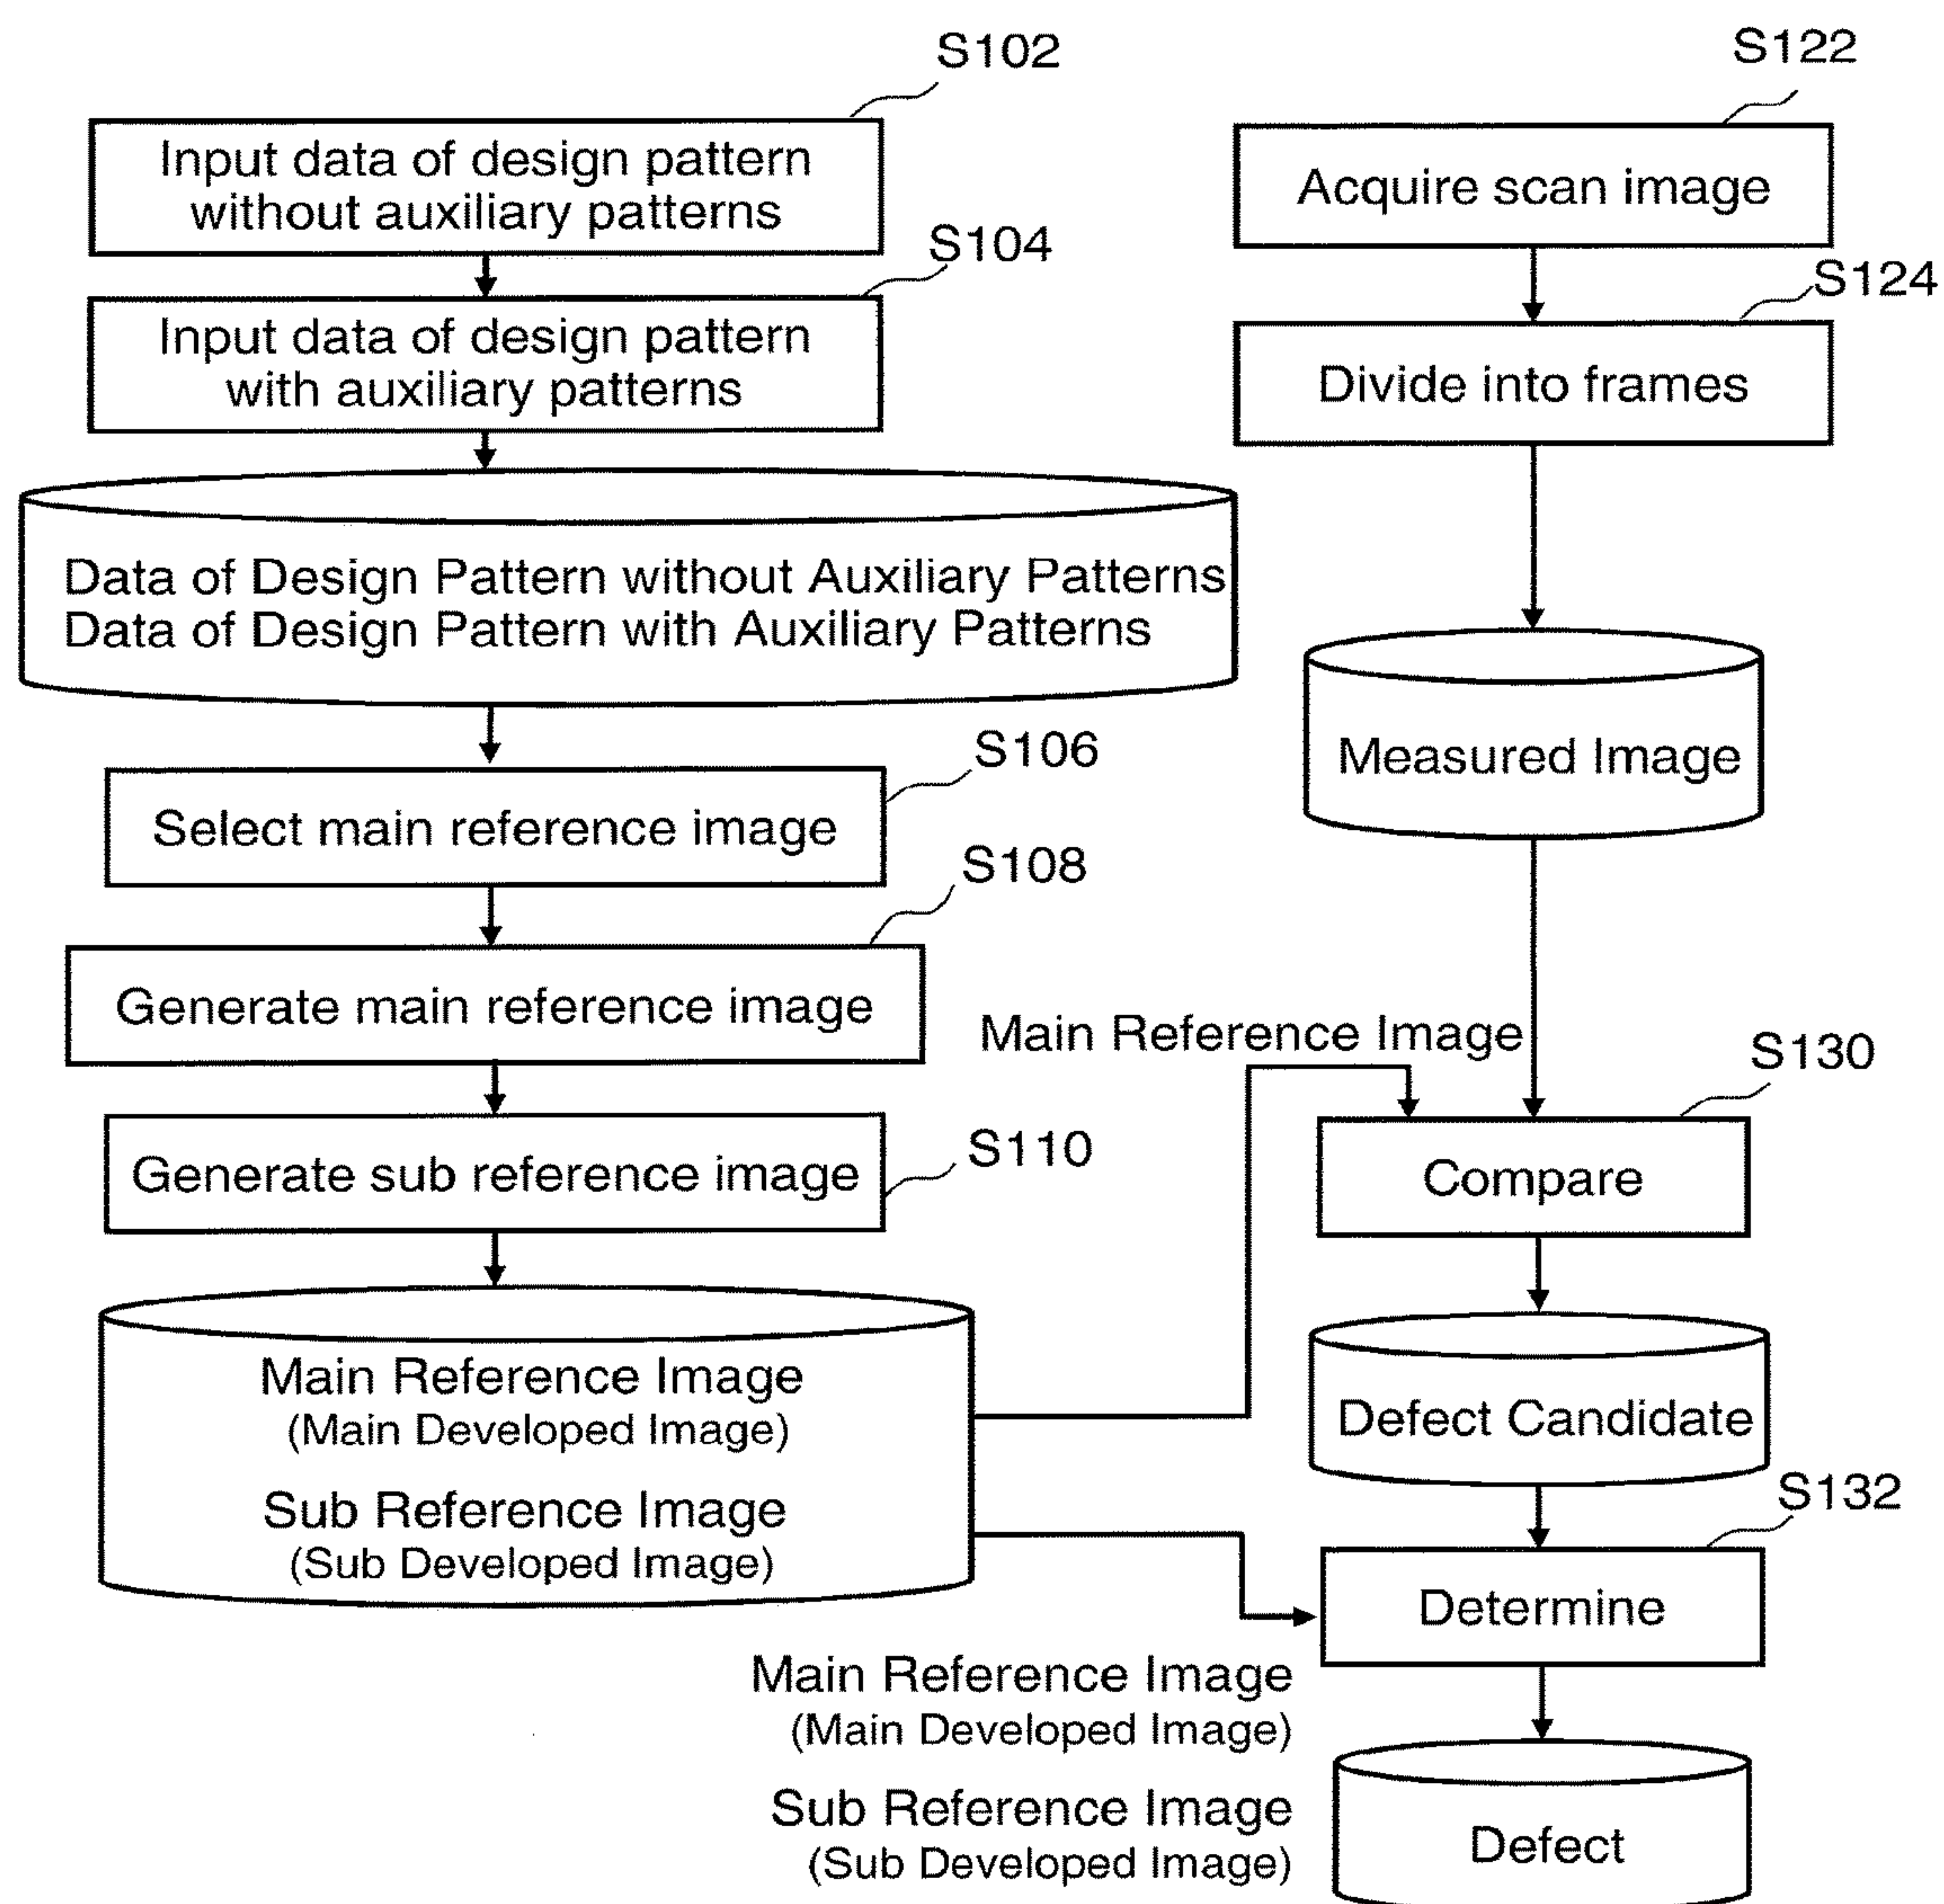 S102
Input data of design pattern
without auxiliary patterns
S104
Input data of design pattern
with auxiliary patterns
Data of Design Pattern without Auxiliary Patterns
Data of Design Pattern with Auxiliary Patterns
S106
Select main reference image
S108
Generate main reference image
S110
Generate sub reference image
Main Reference Image
(Main Developed Image)
Sub Reference Image
(Sub Developed Image)
S122
Acquire scan image
S124
Divide into frames
Measured Image
Main Reference Image
S130
Compare
Defect Candidate
S132
Determine
Main Reference Image
(Main Developed Image)
Sub Reference Image
(Sub Developed Image)
Defect